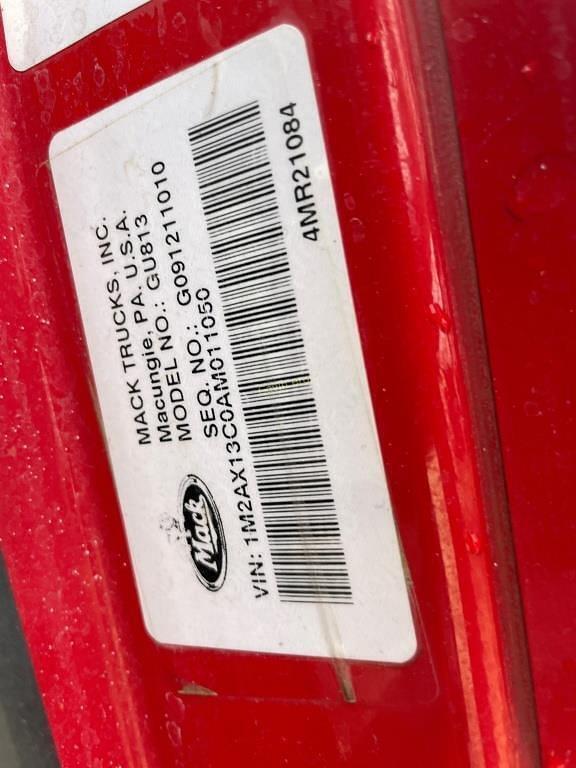 MACK TRUCKS, INC.
Macungie, PA. U.S.A.
MODEL NO.: GU813
SEQ. NO.: G091211010
Mack
VIN: 1M2AX13C0AM011050
4MR21084